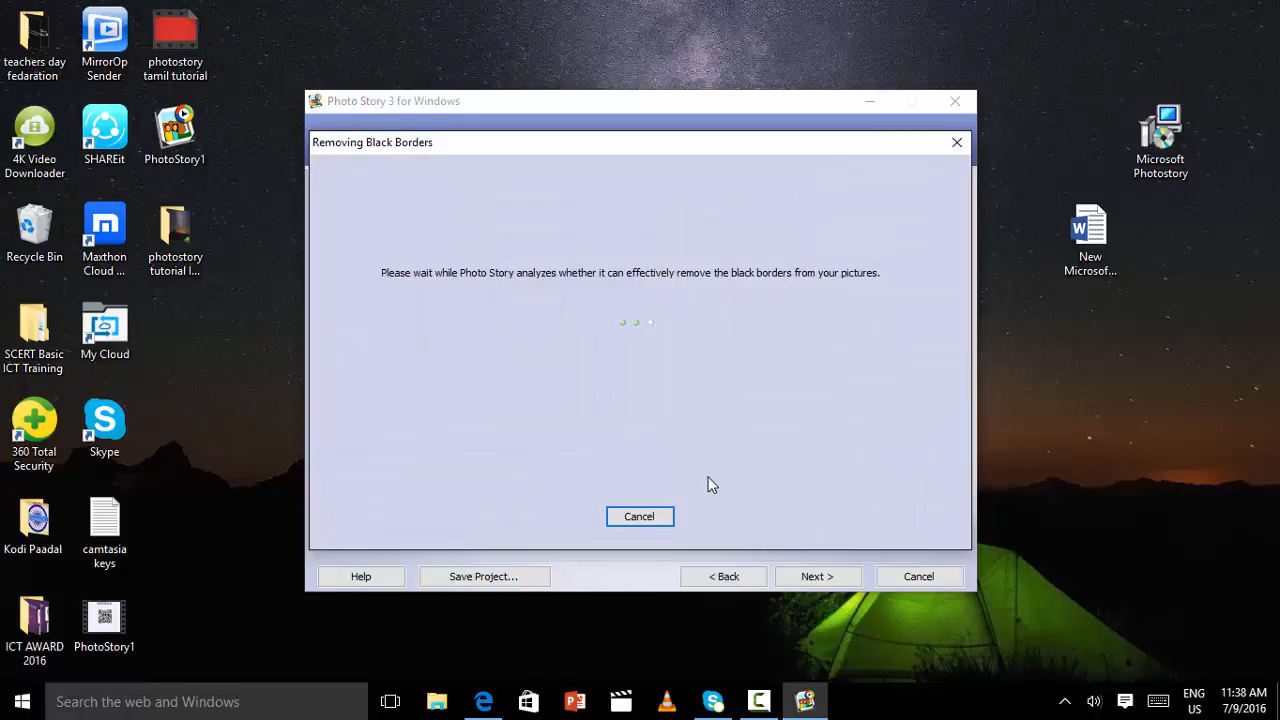 teachers day
fedaration
MirrorOp
Sender
photostory
tamil tutorial
4K Video
Downloader
SHAREit
PhotoStory1
Recycle Bin
Maxthon
Cloud ...
photostory
tutorial I...
SCERT Basic
ICT Training
My Cloud
360 Total
Security
Skype
Kodi Paadal
camtasia
keys
ICT AWARD
2016
PhotoStory1
Photo Story 3 for Windows
Removing Black Borders
Please wait while Photo Story analyzes whether it can effectively remove the black borders from your pictures.
Cancel
Help
Save Project...
< Back
Next >
Cancel
Microsoft
Photostory
New
Microsof...
Search the web and Windows
ENG
US
11:38 AM
7/9/2016